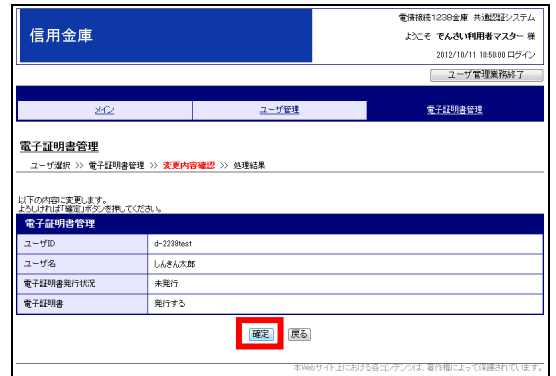 信用金庫
電債接続1238金庫 共通認証システム
ようこそ でんさい利用者マスター 様
2012/10/11 10:58:00 ログイン
ユーザ管理業務終了
メイン
ユーザ管理
電子証明書管理
電子証明書管理
ユーザ選択 >> 電子証明書管理 >> 変更内容確認 >> 処理結果
以下の内容に変更します。
よろしければ「確定」ボタンを押してください。
電子証明書管理
ユーザID d-2238test
ユーザ名 しんきん太郎
電子証明書発行状況 未発行
電子証明書 発行する
確定 戻る
本Webサイト上における各コンテンツは、著作権によって保護されています。